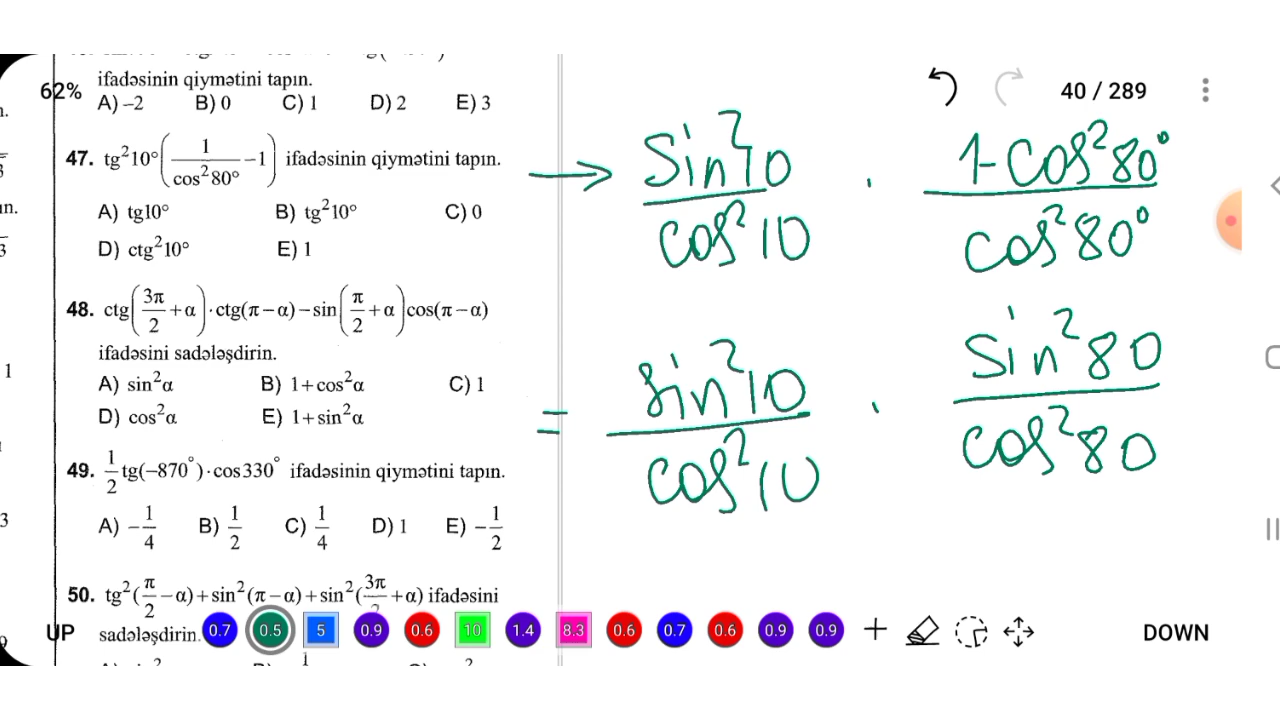 ifadəsinin qiymətini tapın.
62%
A) –2 B) 0 C) 1 D) 2 E) 3
47. tg²10°(1/cos²80° –1) ifadəsinin qiymətini tapın.
A) tg10° B) tg²10° C) 0
D) ctg²10° E) 1
48. ctg(3π/2 +α)·ctg(π–α)–sin(π/2 +α)cos(π–α)
ifadəsini sadələşdirin.
A) sin²α B) 1+cos²α C) 1
D) cos²α E) 1+sin²α
49. 1/2 tg(–870°)·cos330° ifadəsinin qiymətini tapın.
A) –1/4 B) 1/2 C) 1/4 D) 1 E) –1/2
50. tg²(π/2 –α)+sin²(π–α)+sin²(3π/2 +α) ifadəsini
sadələşdirin.
40 / 289
→ Sin²10/Cos²10 · 1-Cos²80°/Cos²80°
= Sin²10/Cos²10 · Sin²80/Cos²80
UP 0.7 0.5 5 0.9 0.6 10 1.4 8.3 0.6 0.7 0.6 0.9 0.9 + DOWN